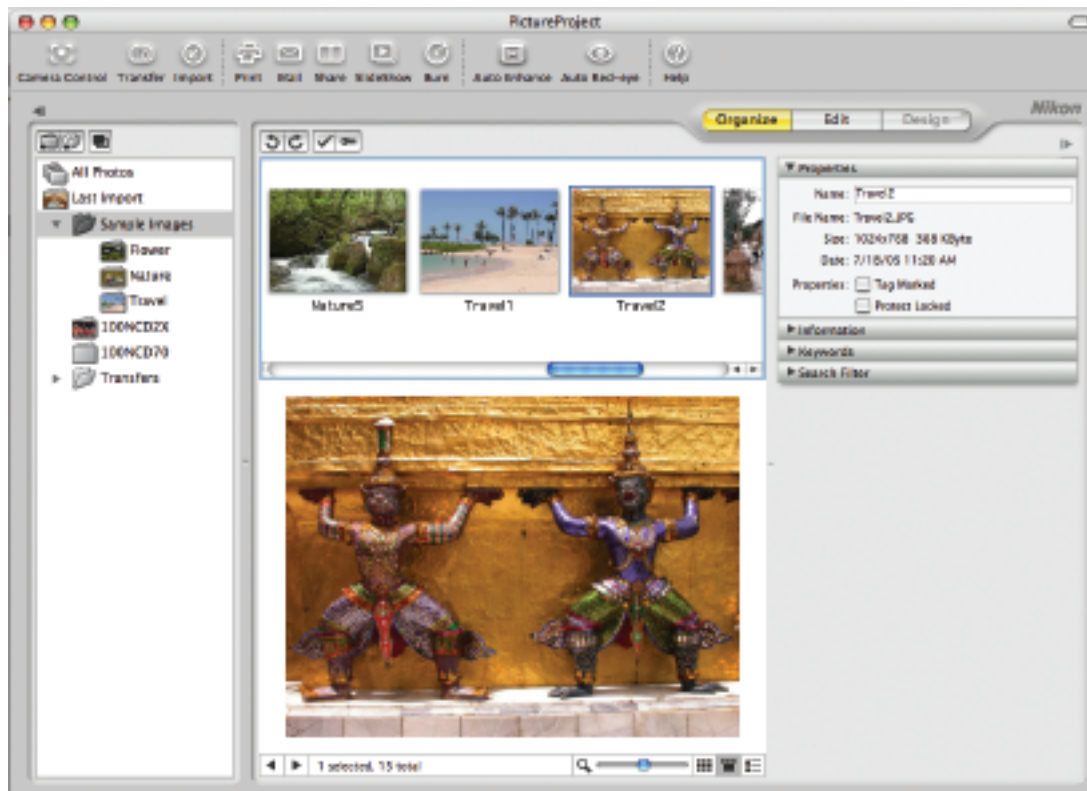 PictureProject
Camera Control Transfer Import Print Mail Share SlideShow Burn Auto Enhance Auto Red-eye Help
Nikon
Organize Edit Design
All Photos
Last Import
Sample Images
Flower
Nature
Travel
100NCD2X
100NCD70
Transfers
Nature5 Travel1 Travel2
Properties
Name: Travel2
File Name: Travel2.JPG
Size: 1024x768 368 KByte
Date: 7/18/05 11:20 AM
Properties: Tag Marked
Protect Locked
Information
Keywords
Search Filter
1 selected, 15 total